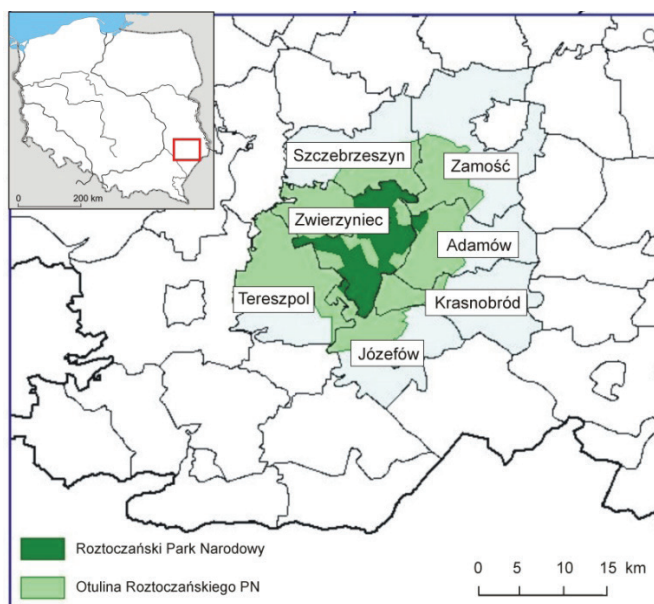 0 200 km
Szczebrzeszyn
Zamość
Zwierzyniec
Adamów
Tereszpol
Krasnobród
Józefów
Roztoczański Park Narodowy
Otulina Roztoczańskiego PN
0 5 10 15 km